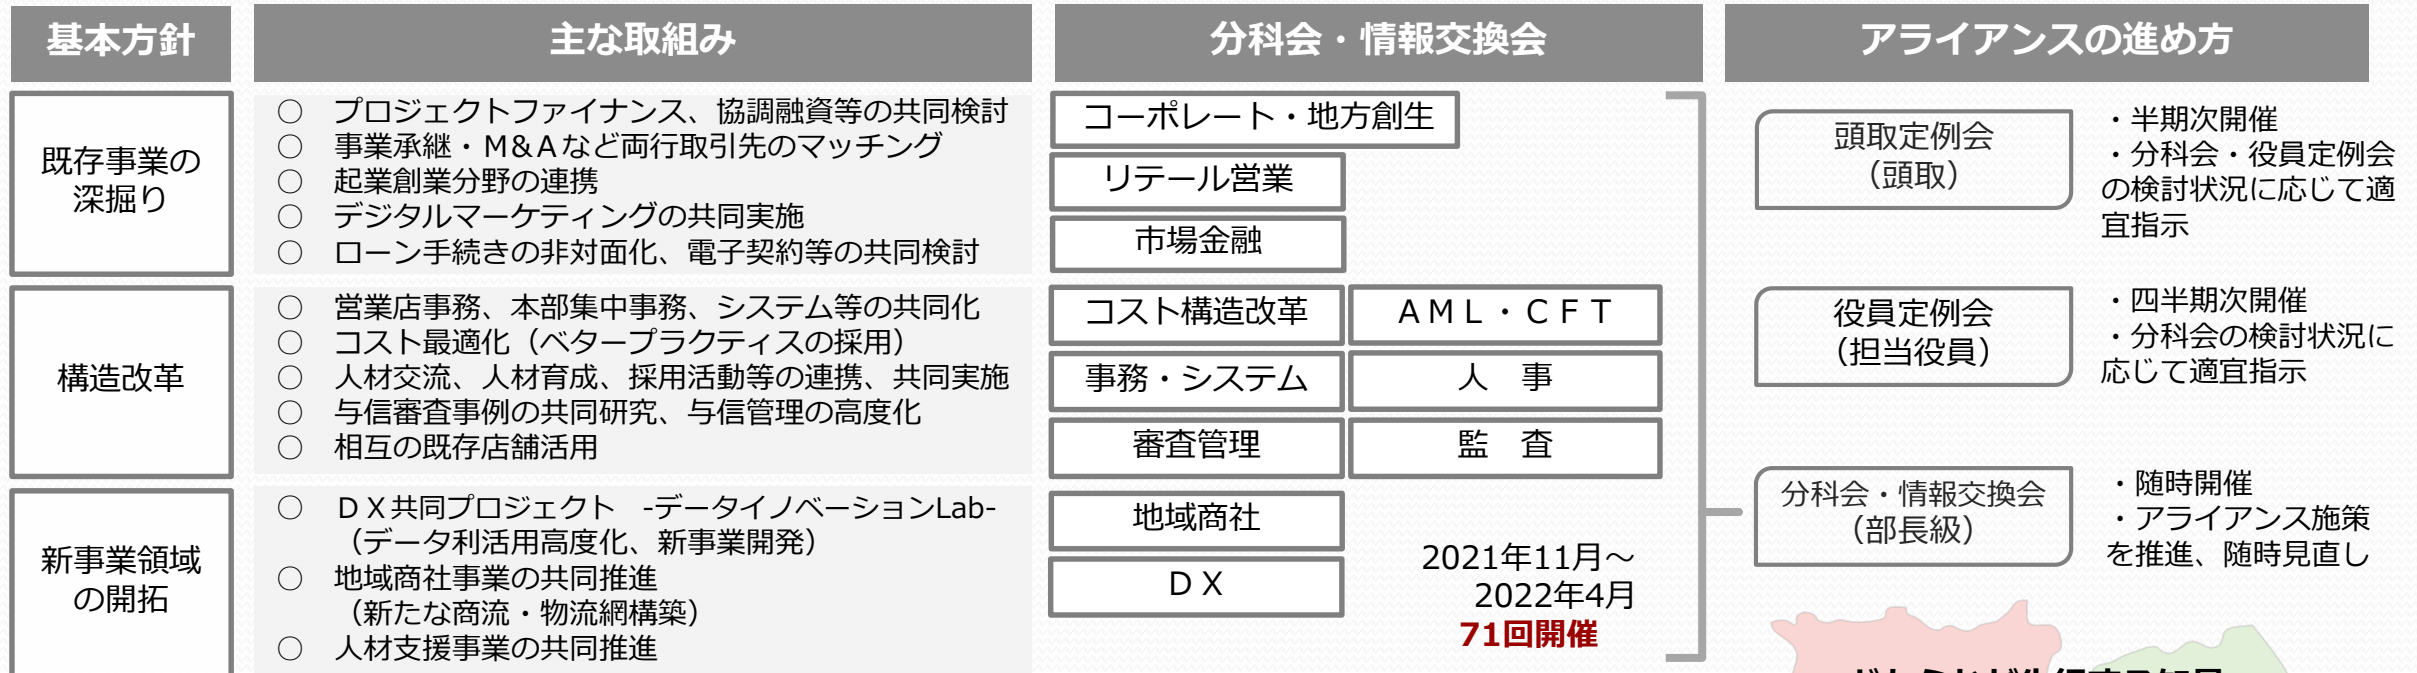 基本方針
主な取組み
分科会・情報交換会
アライアンスの進め方
既存事業の
深掘り
○ プロジェクトファイナンス、協調融資等の共同検討
○ 事業承継・M&Aなど両行取引先のマッチング
○ 起業創業分野の連携
○ デジタルマーケティングの共同実施
○ ローン手続きの非対面化、電子契約等の共同検討
コーポレート・地方創生
リテール営業
市場金融
構造改革
○ 営業店事務、本部集中事務、システム等の共同化
○ コスト最適化（ベタープラクティスの採用）
○ 人材交流、人材育成、採用活動等の連携、共同実施
○ 与信審査事例の共同研究、与信管理の高度化
○ 相互の既存店舗活用
コスト構造改革
ＡＭＬ・ＣＦＴ
事務・システム
人　事
審査管理
監　査
新事業領域
の開拓
○ ＤＸ共同プロジェクト　-データイノベーションLab-
（データ利活用高度化、新事業開発）
○ 地域商社事業の共同推進
（新たな商流・物流網構築）
○ 人材支援事業の共同推進
地域商社
ＤＸ
2021年11月～
2022年4月
71回開催
頭取定例会
（頭取）
・半期次開催
・分科会・役員定例会
の検討状況に応じて適
宜指示
役員定例会
（担当役員）
・四半期次開催
・分科会の検討状況に
応じて適宜指示
分科会・情報交換会
（部長級）
・随時開催
・アライアンス施策
を推進、随時見直し